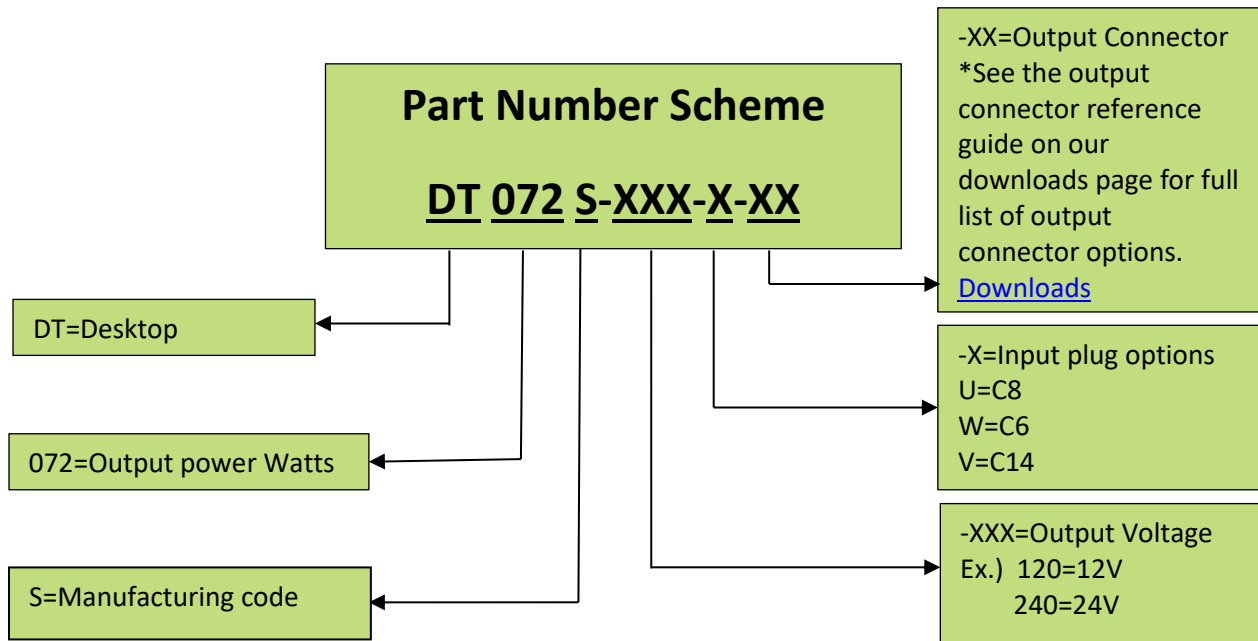 Part Number Scheme
DT 072 S-XXX-X-XX
DT=Desktop
072=Output power Watts
S=Manufacturing code
-XX=Output Connector
*See the output
connector reference
guide on our
downloads page for full
list of output
connector options.
Downloads
-X=Input plug options
U=C8
W=C6
V=C14
-XXX=Output Voltage
Ex.) 120=12V
240=24V